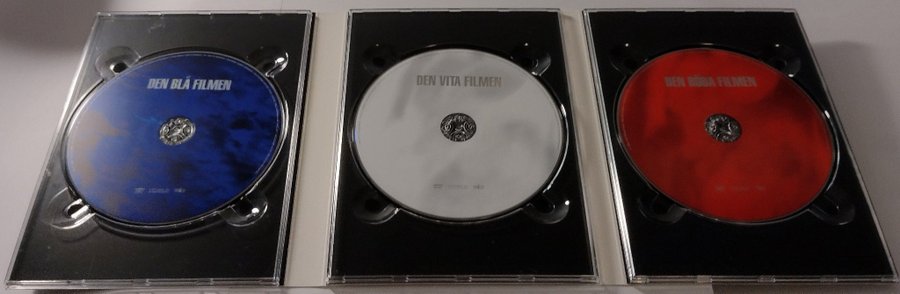 DEN BLÅ FILMEN
DEN VITA FILMEN
DEN RÖDA FILMEN